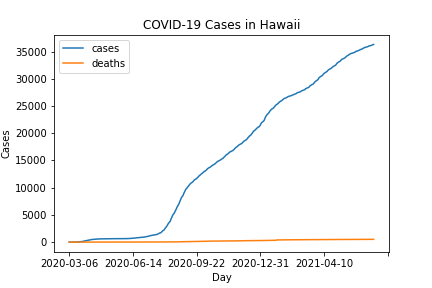 COVID-19 Cases in Hawaii
cases
deaths
35000
30000
25000
20000
15000
10000
5000
0
Cases
2020-03-06 2020-06-14 2020-09-22 2020-12-31 2021-04-10
Day